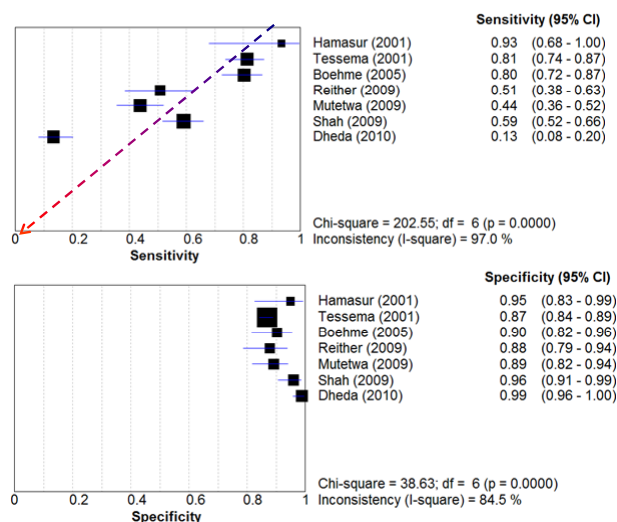 Sensitivity (95% CI)
Hamasur (2001) 0.93 (0.68 - 1.00)
Tessema (2001) 0.81 (0.74 - 0.87)
Boehme (2005) 0.80 (0.72 - 0.87)
Reither (2009) 0.51 (0.38 - 0.63)
Mutetwa (2009) 0.44 (0.36 - 0.52)
Shah (2009) 0.59 (0.52 - 0.66)
Dheda (2010) 0.13 (0.08 - 0.20)
Chi-square = 202.55; df = 6 (p = 0.0000)
0 0.2 0.4 0.6 0.8 1 Inconsistency (I-square) = 97.0 %
Sensitivity
Specificity (95% CI)
Hamasur (2001) 0.95 (0.83 - 0.99)
Tessema (2001) 0.87 (0.84 - 0.89)
Boehme (2005) 0.90 (0.82 - 0.96)
Reither (2009) 0.88 (0.79 - 0.94)
Mutetwa (2009) 0.89 (0.82 - 0.94)
Shah (2009) 0.96 (0.91 - 0.99)
Dheda (2010) 0.99 (0.96 - 1.00)
Chi-square = 38.63; df = 6 (p = 0.0000)
0 0.2 0.4 0.6 0.8 1 Inconsistency (I-square) = 84.5 %
Specificity